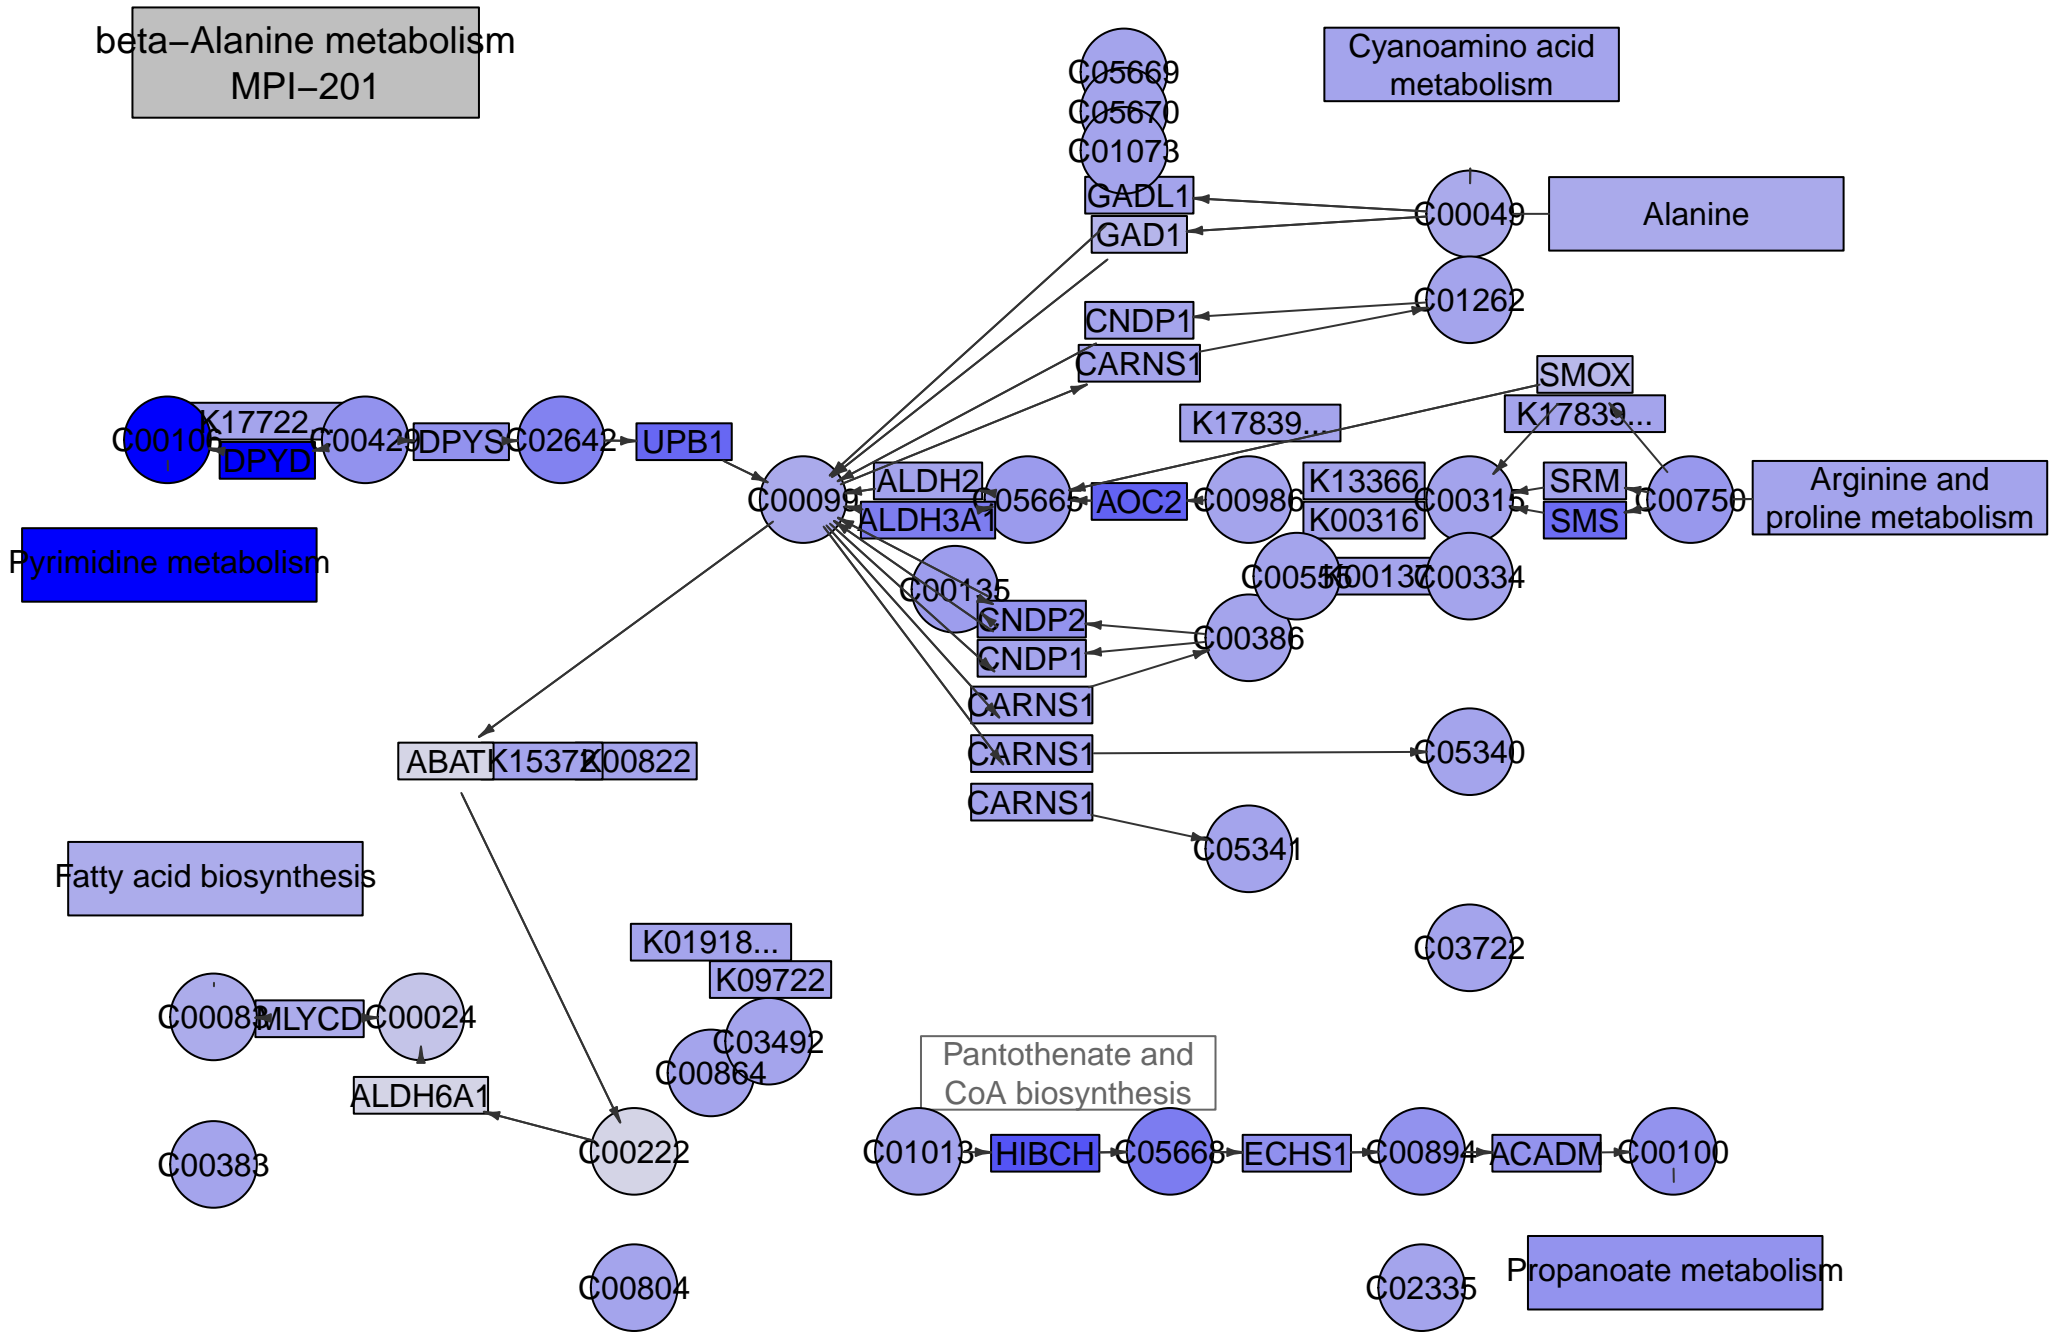 beta−Alanine metabolism
MPI−201
C05669
C05670
C01073
Cyanoamino acid
metabolism
GADL1
GAD1
C00049
Alanine
CNDP1
C01262
CARNS1
SMOX
K17839...
K17839...
K17722...
C00106
DPYD
C00429
DPYS
C02642
UPB1
C00099
ALDH2
ALDH3A1
C05665
AOC2
C00986
K13366
K00316
C00315
SRM
SMS
C00750
Arginine and
proline metabolism
Pyrimidine metabolism
C00135
C00555
K00137
C00334
CNDP2
CNDP1
C00386
CARNS1
CARNS1
CARNS1
C05340
C05341
ABAT
K15372
K00822
Fatty acid biosynthesis
K01918...
K09722
C03722
C00083
MLYCD
C00024
C03492
C00864
ALDH6A1
Pantothenate and
CoA biosynthesis
C00383
C00222
C01013
HIBCH
C05668
ECHS1
C00894
ACADM
C00100
C00804
C02335
Propanoate metabolism